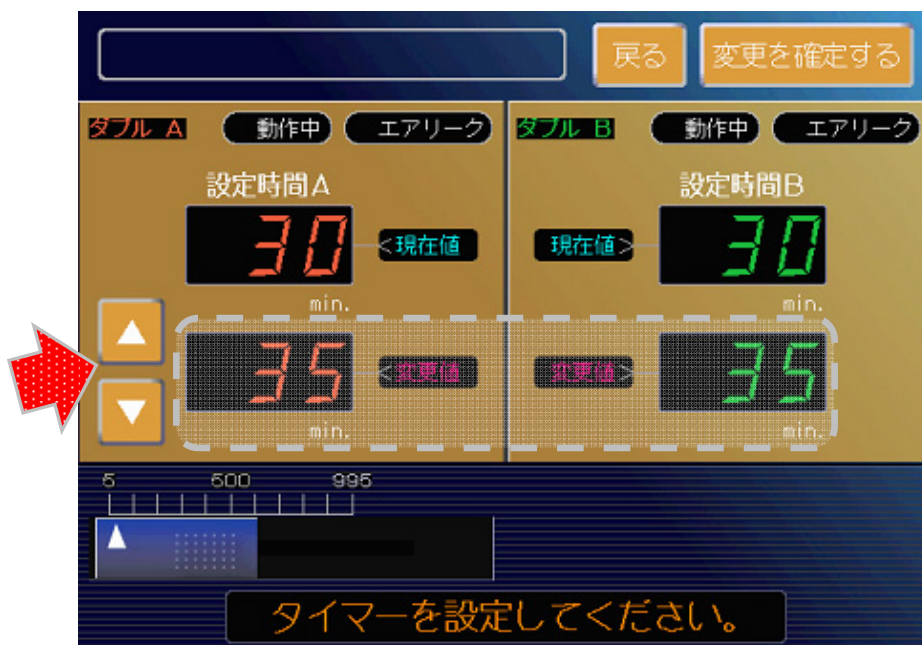 戻る 変更を確定する
ダブル A 動作中 エアリーク ダブル B 動作中 エアリーク
設定時間A 設定時間B
30 <現在値 現在値> 30
min. min.
▲
35 <変更値 変更値> 35
▼
min. min.
5 500 995
▲
タイマーを設定してください。